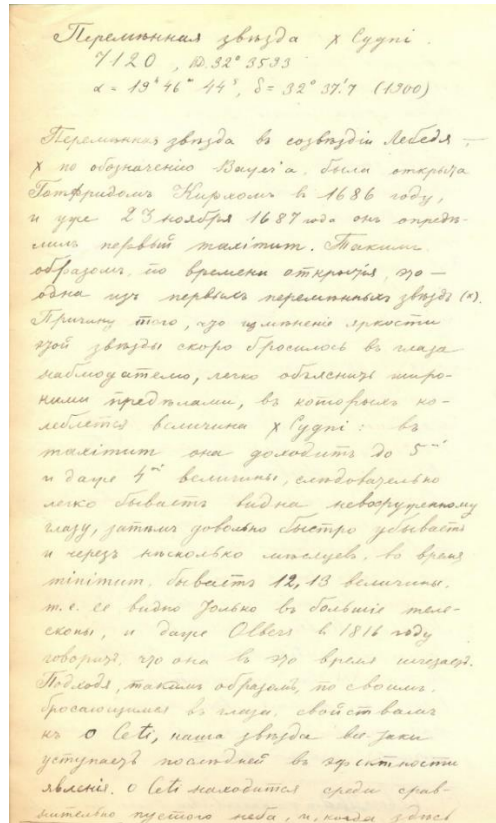 Перемѣнная звѣзда χ Cygni.
7120, BD. 32° 3593
α = 19ʰ 46ᵐ 44ˢ, δ = 32° 37.′7 (1900)
Перемѣнная звѣзда въ созвѣздіи Лебедя,
χ по обозначенію Bayer'а, была открыта
Готфридомъ Кирхомъ въ 1686 году,
и уже 23 ноября 1687 года онъ опредѣ-
лилъ первый maximum. Такимъ
образомъ, по времени открытія, это –
одна изъ первыхъ перемѣнныхъ звѣздъ
Причину того, что измѣненіе яркости
этой звѣзды скоро бросилось въ глаза
наблюдателю, легко объяснить широ-
кими предѣлами, въ которыхъ ко-
леблется величина χ Cygni: въ
maximum она доходитъ до 5ᵐ
и даже 4ᵐ величины, слѣдовательно
легко бываетъ видна невооруженному
глазу, затѣмъ довольно быстро убываетъ
и черезъ нѣсколько мѣсяцевъ, во время
minimum, бываетъ 12, 13 величины,
т.е. ее видно только въ большіе теле-
скопы, и даже Olbers въ 1816 году
говоритъ, что она въ это время исчезаетъ.
Подходя, такимъ образомъ, по своимъ,
бросающимся въ глаза, свойствамъ
къ ο Ceti, наша звѣзда все-таки
уступаетъ послѣдней въ эфектности
явленія. ο Ceti находится среди срав-
нительно пустого неба, и, когда здѣсь